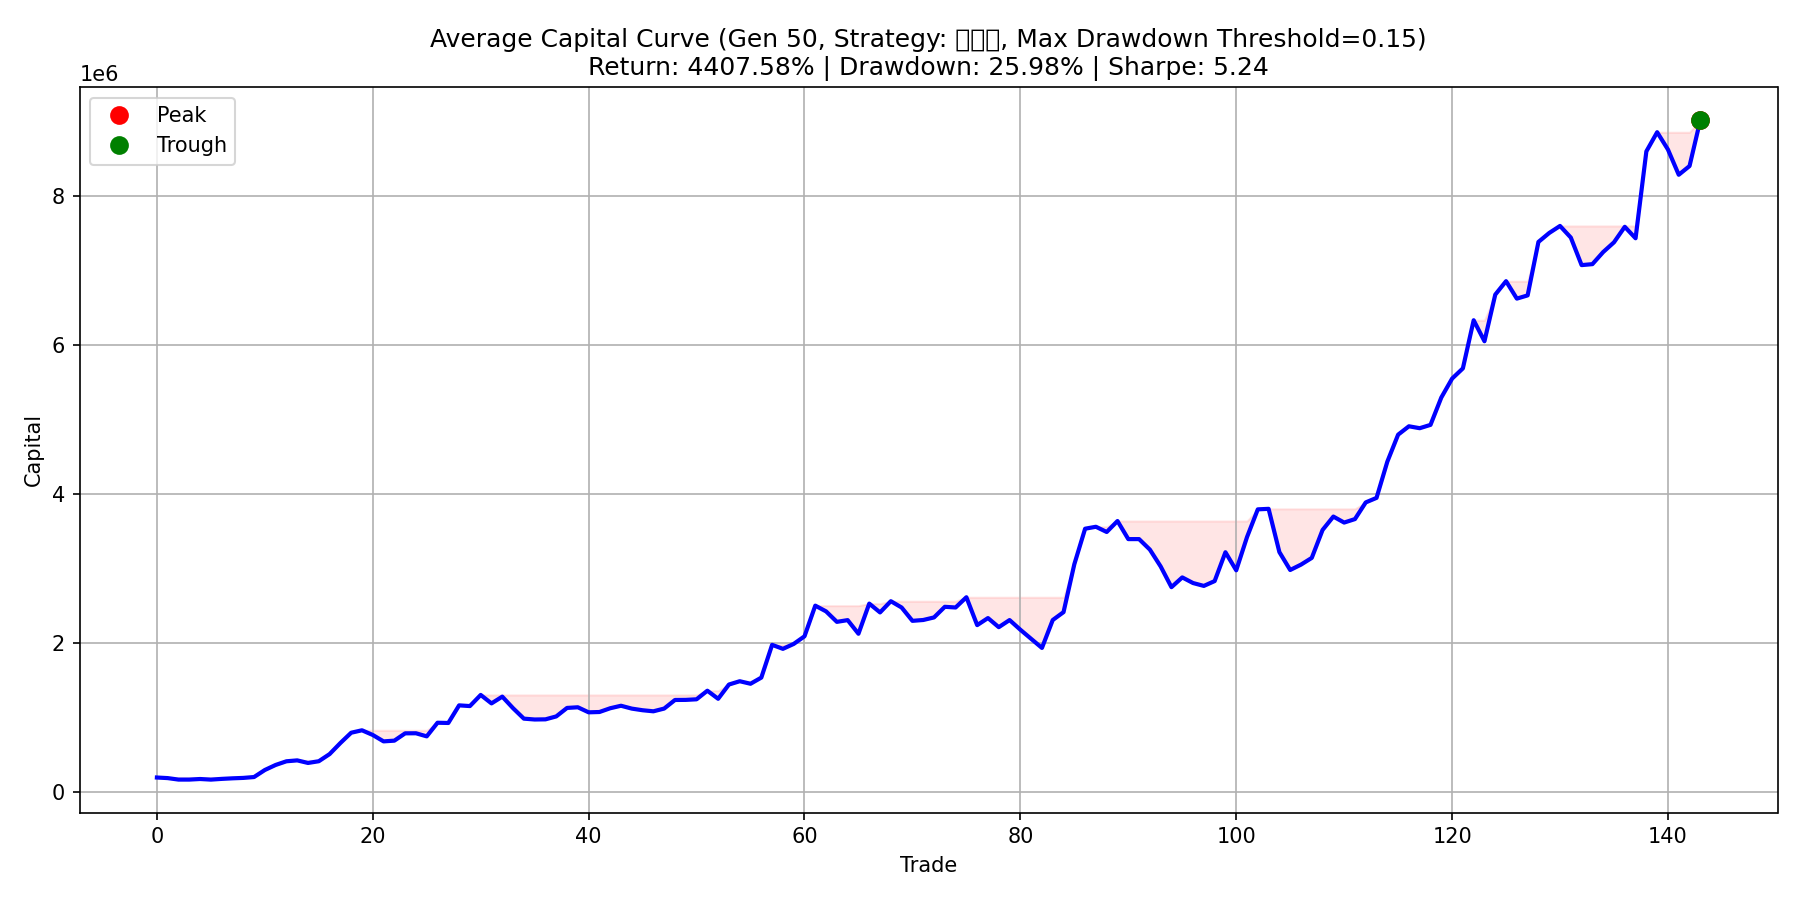 Average Capital Curve (Gen 50, Strategy: , Max Drawdown Threshold=0.15)
Return: 4407.58% | Drawdown: 25.98% | Sharpe: 5.24
1e6
Peak
Trough
8
6
4
2
0
Capital
0 20 40 60 80 100 120 140
Trade